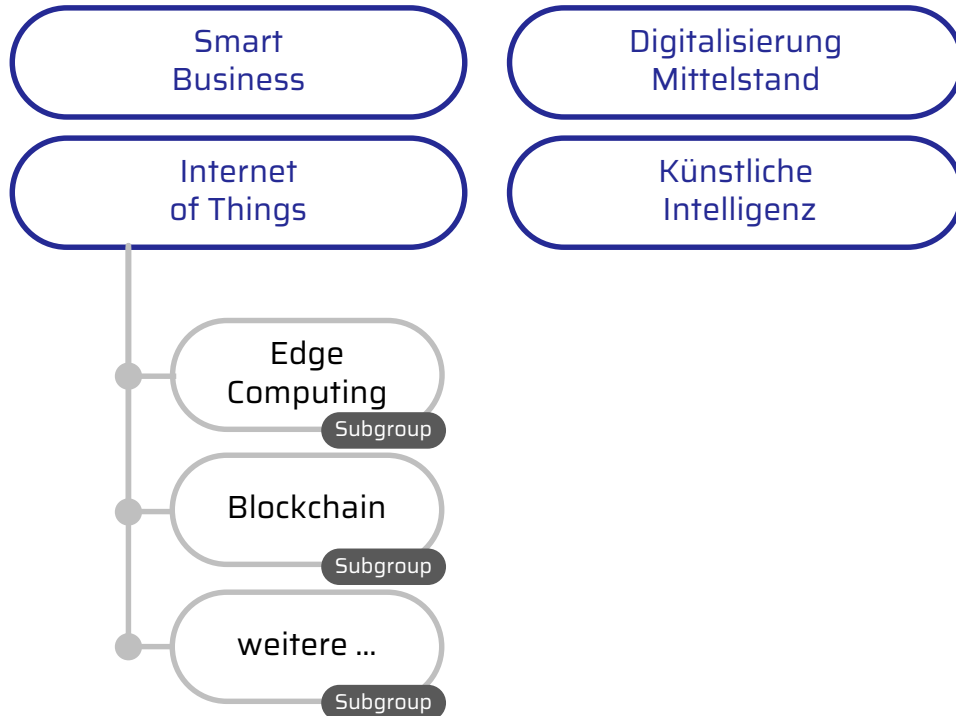 Smart
Business
Digitalisierung
Mittelstand
Internet
of Things
Künstliche
Intelligenz
Edge
Computing
Subgroup
Blockchain
Subgroup
weitere ...
Subgroup